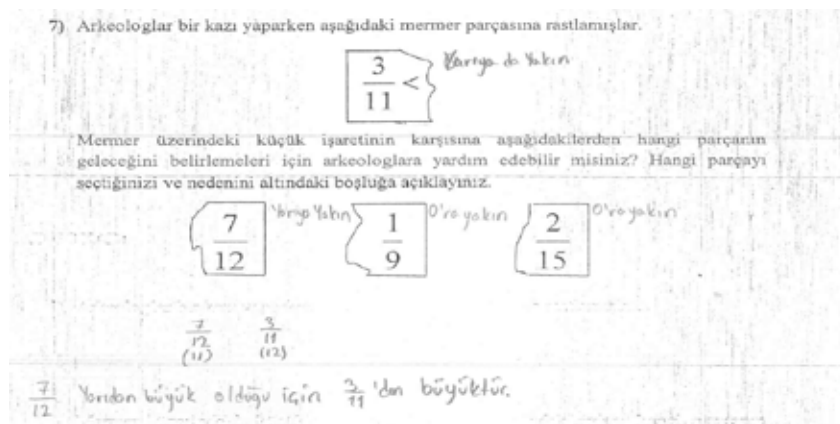 7) Arkeologlar bir kazı yaparken aşağıdaki mermer parçasına rastlamışlar.
3/11 < Yarıya da Yakın
Mermer üzerindeki küçük işaretinin karşısına aşağıdakilerden hangi parçanın
geleceğini belirlemeleri için arkeologlara yardım edebilir misiniz? Hangi parçayı
seçtiğinizi ve nedenini altındaki boşluğa açıklayınız.
7/12 Yarıya Yakın 1/9 0'ra yakın 2/15 0'ra yakın
7/12 3/11
(11) (12)
7/12 Yarıdan büyük olduğu için 3/11 'den büyüktür.